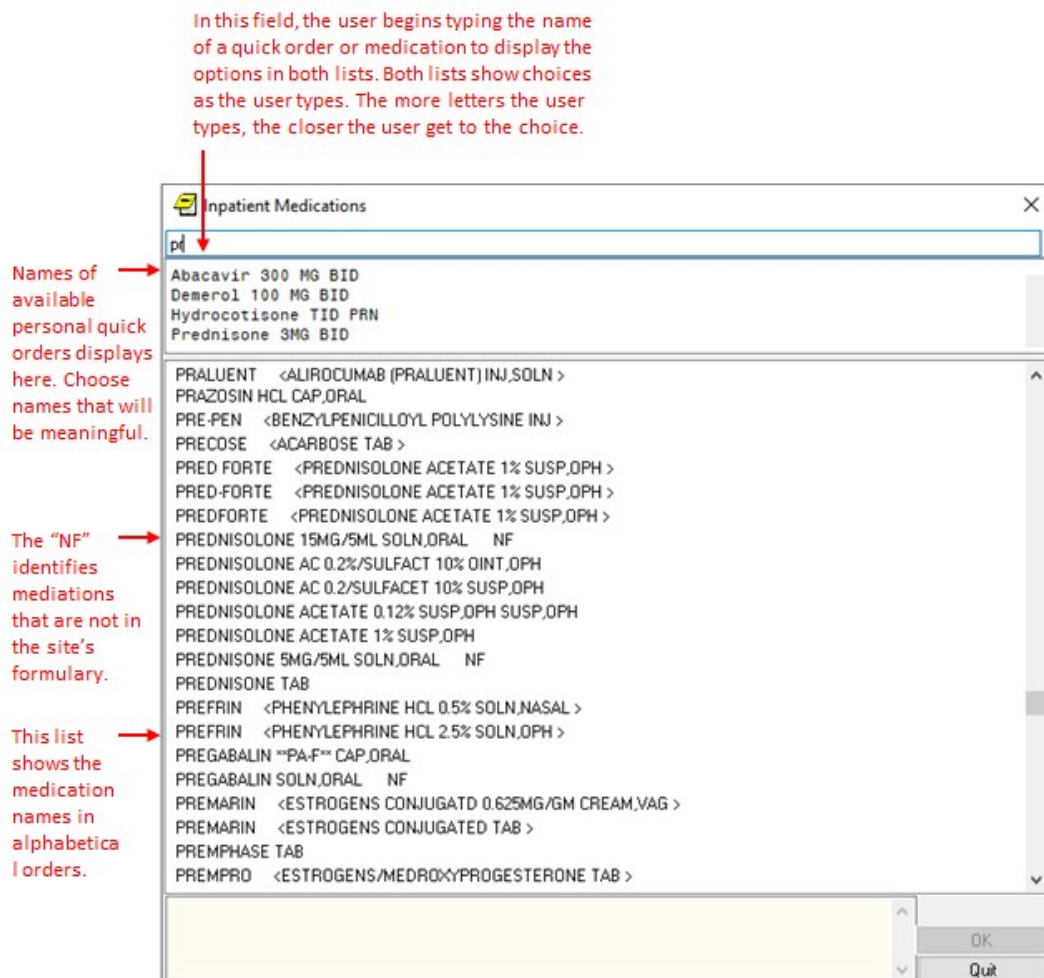 In this field, the user begins typing the name
of a quick order or medication to display the
options in both lists. Both lists show choices
as the user types. The more letters the user
types, the closer the user get to the choice.
Inpatient Medications
pr
Names of
available
personal quick
orders displays
here. Choose
names that will
be meaningful.
Abacavir 300 MG BID
Demerol 100 MG BID
Hydrocotisone TID PRN
Prednisone 3MG BID
PRALUENT <ALIROCUMAB (PRALUENT) INJ,SOLN >
PRAZOSIN HCL CAP,ORAL
PRE-PEN <BENZYLPENICILLOYL POLYLYSINE INJ >
PRECOSE <ACARBOSE TAB >
PRED FORTE <PREDNISOLONE ACETATE 1% SUSP,OPH >
PRED-FORTE <PREDNISOLONE ACETATE 1% SUSP,OPH >
PREDFORTE <PREDNISOLONE ACETATE 1% SUSP,OPH >
The “NF”
identifies
mediations
that are not in
the site’s
formulary.
PREDNISOLONE 15MG/5ML SOLN,ORAL NF
PREDNISOLONE AC 0.2%/SULFACT 10% OINT,OPH
PREDNISOLONE AC 0.2/SULFACET 10% SUSP,OPH
PREDNISOLONE ACETATE 0.12% SUSP,OPH SUSP,OPH
PREDNISOLONE ACETATE 1% SUSP,OPH
PREDNISONE 5MG/5ML SOLN,ORAL NF
PREDNISONE TAB
PREFRIN <PHENYLEPHRINE HCL 0.5% SOLN,NASAL >
This list
shows the
medication
names in
alphabetica
l orders.
PREFRIN <PHENYLEPHRINE HCL 2.5% SOLN,OPH >
PREGABALIN **PA-F** CAP,ORAL
PREGABALIN SOLN,ORAL NF
PREMARIN <ESTROGENS CONJUGATD 0.625MG/GM CREAM,VAG >
PREMARIN <ESTROGENS CONJUGATED TAB >
PREMPHASE TAB
PREMPRO <ESTROGENS/MEDROXYPROGESTERONE TAB >
OK
Quit